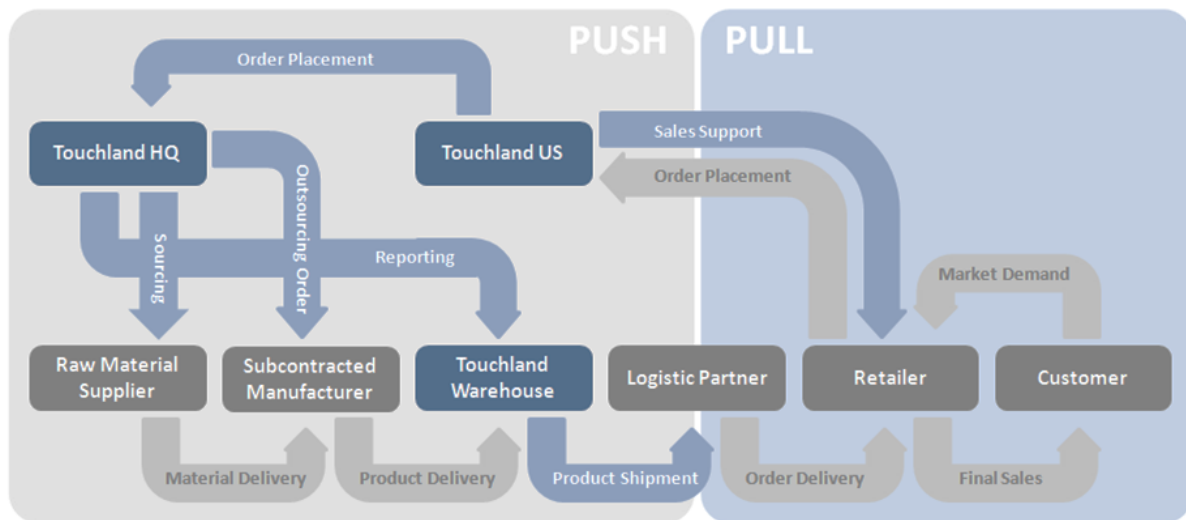 PUSH
PULL
Order Placement
Touchland HQ
Touchland US
Sales Support
Order Placement
Outsourcing Order
Sourcing
Reporting
Market Demand
Raw Material
Supplier
Subcontracted
Manufacturer
Touchland
Warehouse
Logistic Partner
Retailer
Customer
Material Delivery
Product Delivery
Product Shipment
Order Delivery
Final Sales